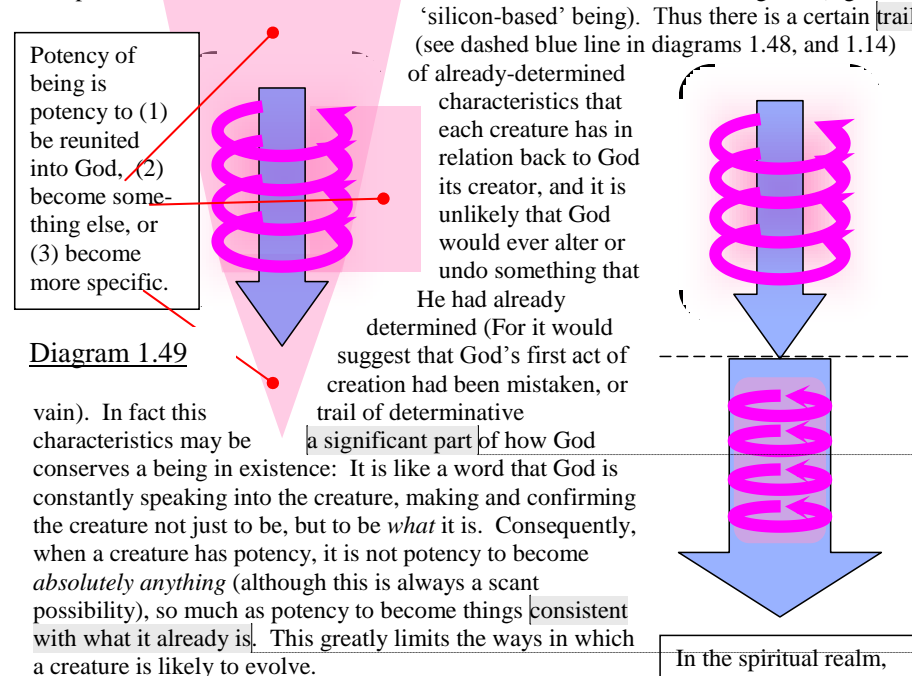 ‘silicon-based’ being). Thus there is a certain trail
(see dashed blue line in diagrams 1.48, and 1.14)
of already-determined
characteristics that
each creature has in
relation back to God
its creator, and it is
unlikely that God
would ever alter or
undo something that
He had already
determined (For it would
suggest that God’s first act of
creation had been mistaken, or
vain). In fact this trail of determinative
characteristics may be a significant part of how God
conserves a being in existence: It is like a word that God is
constantly speaking into the creature, making and confirming
the creature not just to be, but to be what it is. Consequently,
when a creature has potency, it is not potency to become
absolutely anything (although this is always a scant
possibility), so much as potency to become things consistent
with what it already is. This greatly limits the ways in which
a creature is likely to evolve.
Potency of
being is
potency to (1)
be reunited
into God, (2)
become some-
thing else, or
(3) become
more specific.
Diagram 1.49
In the spiritual realm,